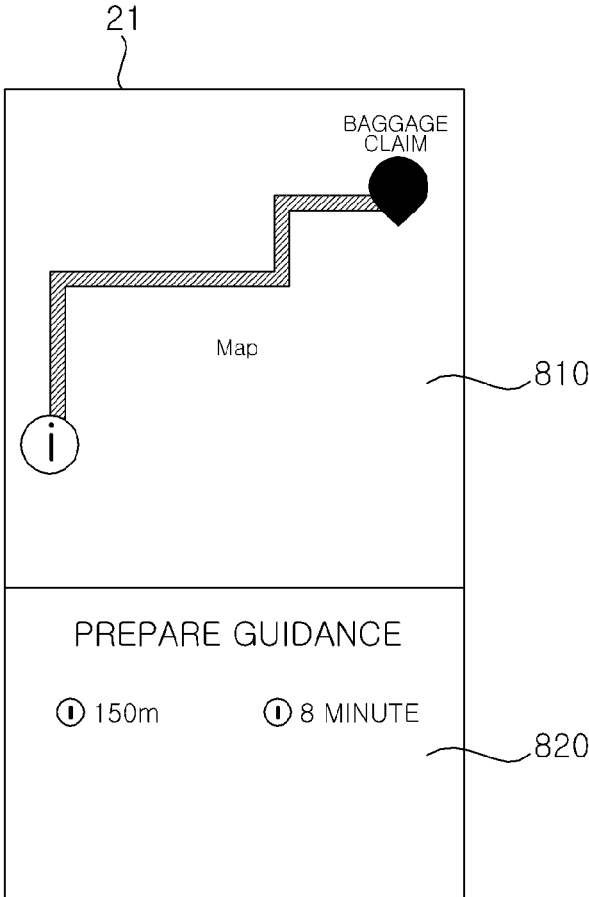 21
BAGGAGE
CLAIM
Map
810
i
PREPARE GUIDANCE
150m
8 MINUTE
820